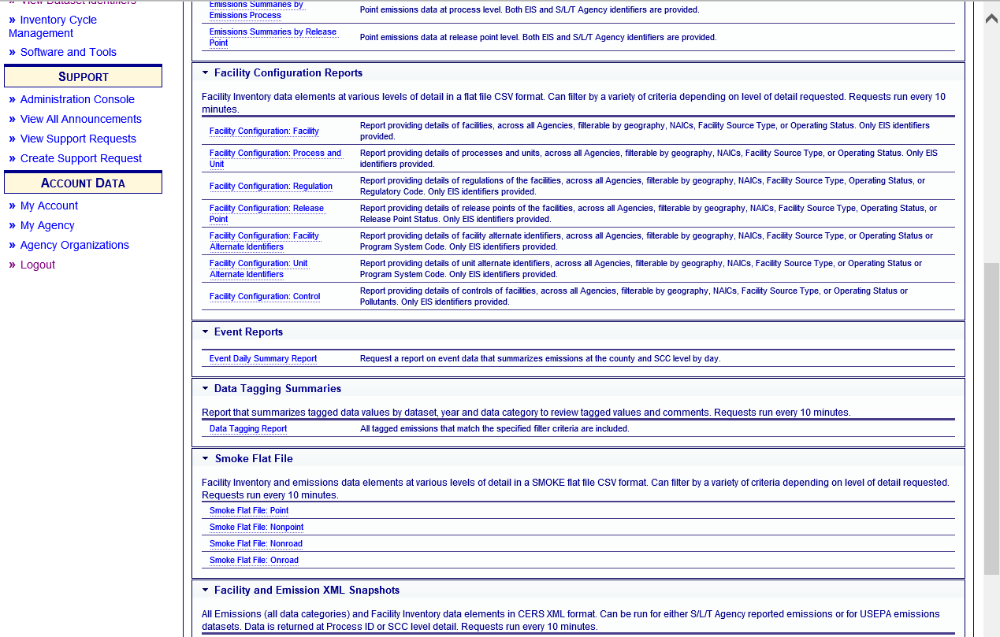 » View Dataset Identifiers
» Inventory Cycle
Management
» Software and Tools
SUPPORT
» Administration Console
» View All Announcements
» View Support Requests
» Create Support Request
ACCOUNT DATA
» My Account
» My Agency
» Agency Organizations
» Logout
Emissions Summaries by
Emissions Process
Point emissions data at process level. Both EIS and S/L/T Agency identifiers are provided.
Emissions Summaries by Release
Point
Point emissions data at release point level. Both EIS and S/L/T Agency identifiers are provided.
Facility Configuration Reports
Facility Inventory data elements at various levels of detail in a flat file CSV format. Can filter by a variety of criteria depending on level of detail requested. Requests run every 10
minutes.
Facility Configuration: Facility
Report providing details of facilities, across all Agencies, filterable by geography, NAICs, Facility Source Type, or Operating Status. Only EIS identifiers
provided.
Facility Configuration: Process and
Unit
Report providing details of processes and units, across all Agencies, filterable by geography, NAICs, Facility Source Type, or Operating Status. Only EIS
identifiers provided.
Facility Configuration: Regulation
Report providing details of regulations of the facilities, across all Agencies, filterable by geography, NAICs, Facility Source Type, Operating Status, or
Regulatory Code. Only EIS identifiers provided.
Facility Configuration: Release
Point
Report providing details of release points of the facilities, across all Agencies, filterable by geography, NAICs, Facility Source Type, Operating Status, or
Release Point Status. Only EIS identifiers provided.
Facility Configuration: Facility
Alternate Identifiers
Report providing details of facility alternate identifiers, across all Agencies, filterable by geography, NAICs, Facility Source Type, or Operating Status or
Program System Code. Only EIS identifiers provided.
Facility Configuration: Unit
Alternate Identifiers
Report providing details of unit alternate identifiers, across all Agencies, filterable by geography, NAICs, Facility Source Type, or Operating Status or
Program System Code. Only EIS identifiers provided.
Facility Configuration: Control
Report providing details of controls of facilities, across all Agencies, filterable by geography, NAICs, Facility Source Type, or Operating Status or
Pollutants. Only EIS identifiers provided.
Event Reports
Event Daily Summary Report
Request a report on event data that summarizes emissions at the county and SCC level by day.
Data Tagging Summaries
Report that summarizes tagged data values by dataset, year and data category to review tagged values and comments. Requests run every 10 minutes.
Data Tagging Report
All tagged emissions that match the specified filter criteria are included.
Smoke Flat File
Facility Inventory and emissions data elements at various levels of detail in a SMOKE flat file CSV format. Can filter by a variety of criteria depending on level of detail requested.
Requests run every 10 minutes.
Smoke Flat File: Point
Smoke Flat File: Nonpoint
Smoke Flat File: Nonroad
Smoke Flat File: Onroad
Facility and Emission XML Snapshots
All Emissions (all data categories) and Facility Inventory data elements in CERS XML format. Can be run for either S/L/T Agency reported emissions or for USEPA emissions
datasets. Data is returned at Process ID or SCC level detail. Requests run every 10 minutes.